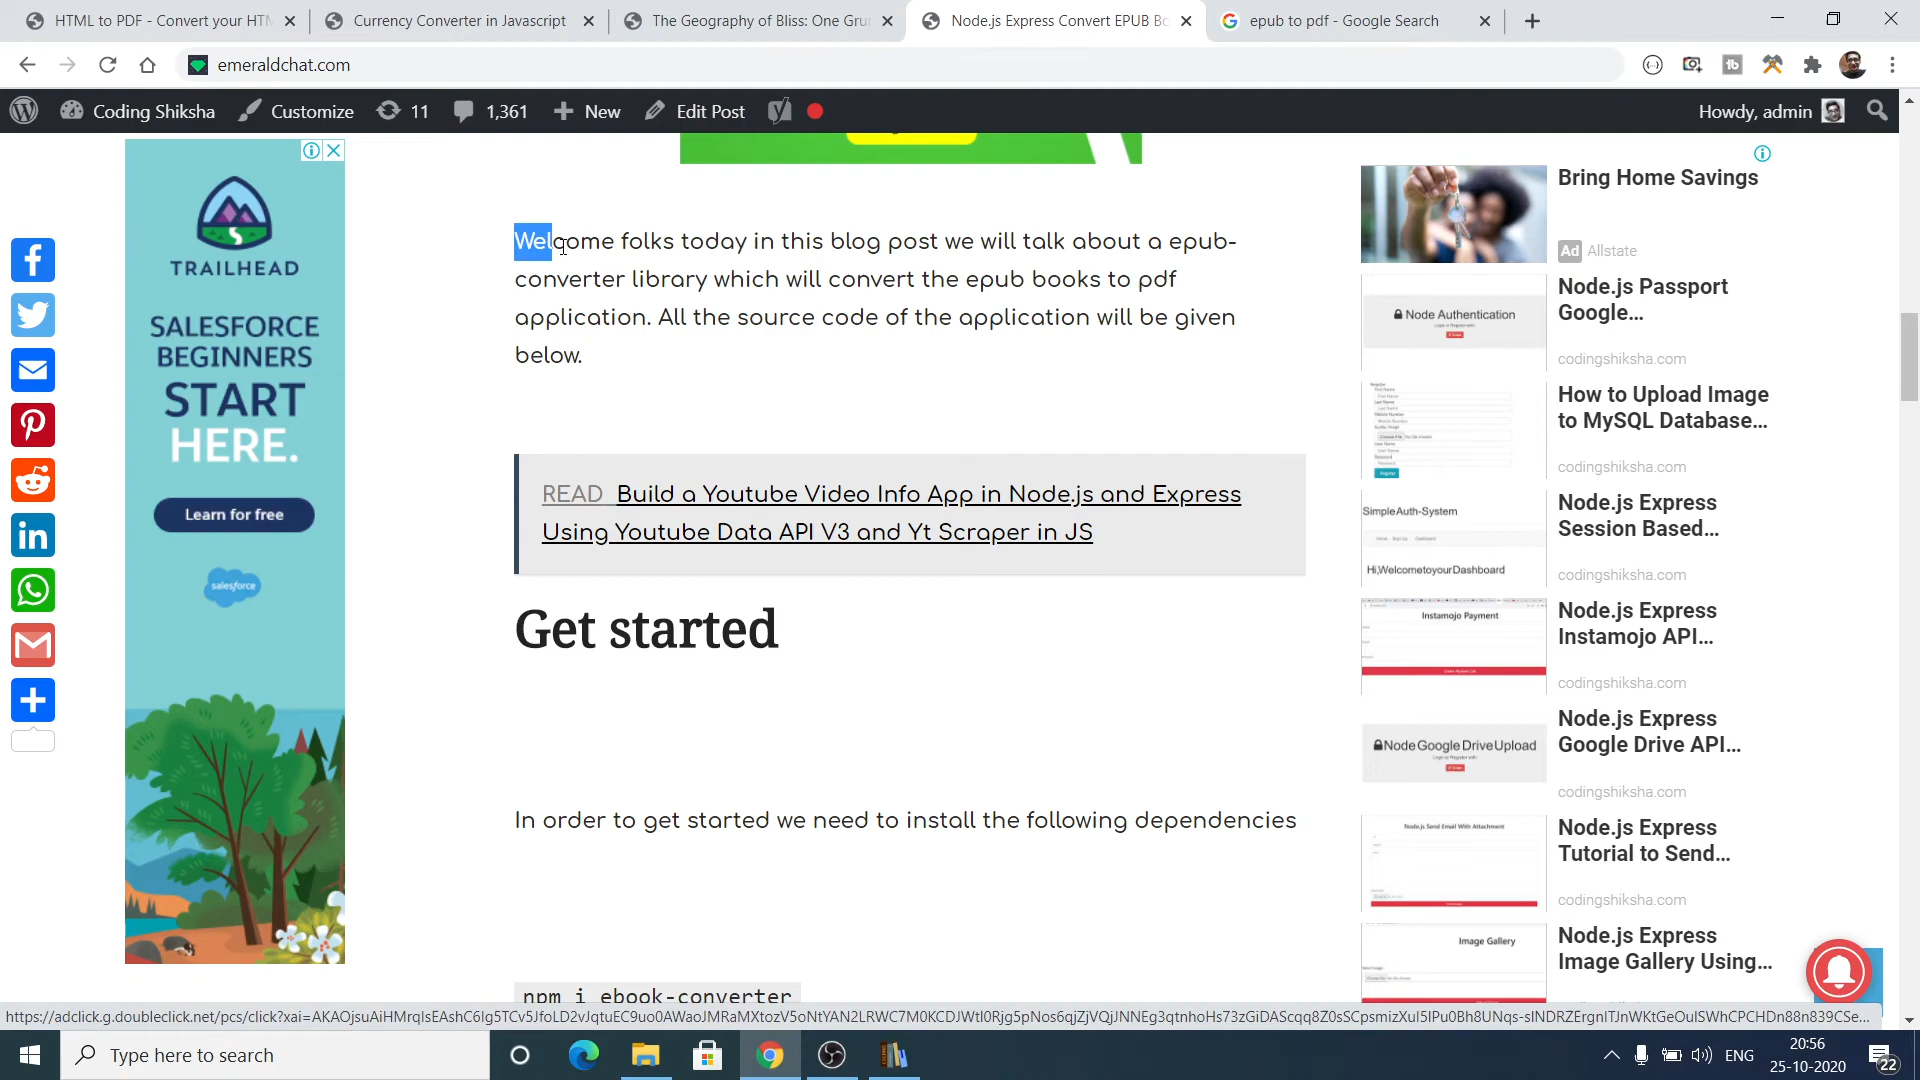 HTML to PDF - Convert your HTM
Currency Converter in Javascript
The Geography of Bliss: One Gru
Node.js Express Convert EPUB Bo
epub to pdf - Google Search
emeraldchat.com
Coding Shiksha
Customize
11
1,361
New
Edit Post
Howdy, admin
TRAILHEAD
SALESFORCE
BEGINNERS
START
HERE.
Learn for free
salesforce
Welcome folks today in this blog post we will talk about a epub-
converter library which will convert the epub books to pdf
application. All the source code of the application will be given
below.
READ Build a Youtube Video Info App in Node.js and Express
Using Youtube Data API V3 and Yt Scraper in JS
Get started
In order to get started we need to install the following dependencies
npm i ebook-converter
Bring Home Savings
Ad Allstate
Node Authentication
Node.js Passport
Google...
codingshiksha.com
How to Upload Image
to MySQL Database...
codingshiksha.com
SimpleAuth-System
Hi,WelcometoyourDashboard
Node.js Express
Session Based...
codingshiksha.com
Instamojo Payment
Node.js Express
Instamojo API...
codingshiksha.com
NodeGoogleDriveUpload
Node.js Express
Google Drive API...
codingshiksha.com
Node.js Send Email With Attachment
Node.js Express
Tutorial to Send...
codingshiksha.com
Image Gallery
Node.js Express
Image Gallery Using...
Type here to search
ENG
20:56
25-10-2020
22